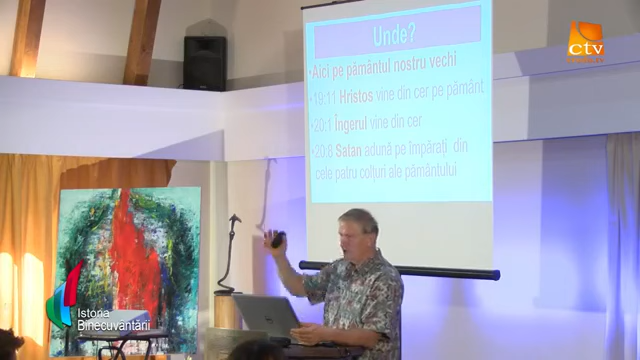 Unde?
•Aici pe pământul nostru vechi
•19:11 Hristos vine din cer pe pământ
•20:1 Îngerul vine din cer
•20:8 Satan adună pe împărați din
cele patru colțuri ale pământului
ctv
Istoria
Binecuvântării